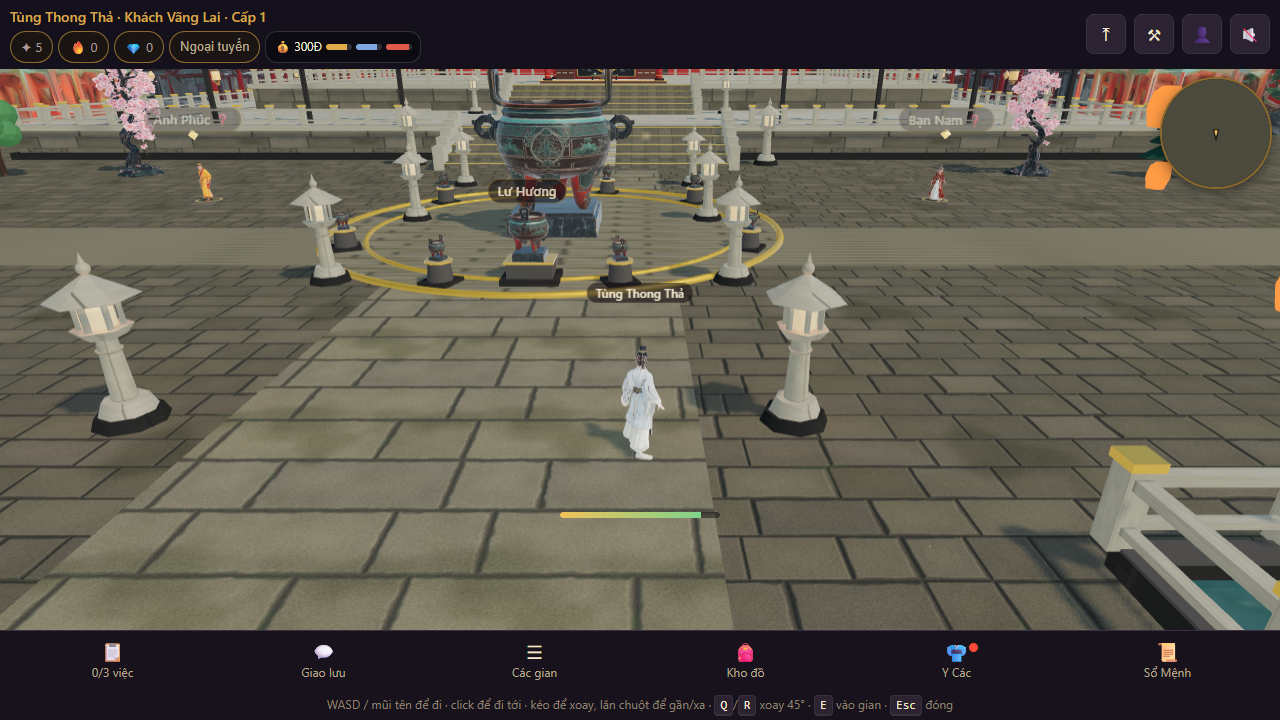 Tùng Thong Thả · Khách Vãng Lai · Cấp 1
5
0
0
Ngoại tuyến
300Đ
Anh Phúc
Bạn Nam
Lư Hương
Tùng Thong Thả
0/3 việc
Giao lưu
Các gian
Kho đồ
Y Các
Sổ Mệnh
WASD / mũi tên để đi · click để đi tới · kéo để xoay, lăn chuột để gần/xa · Q / R xoay 45° · E vào gian · Esc đóng